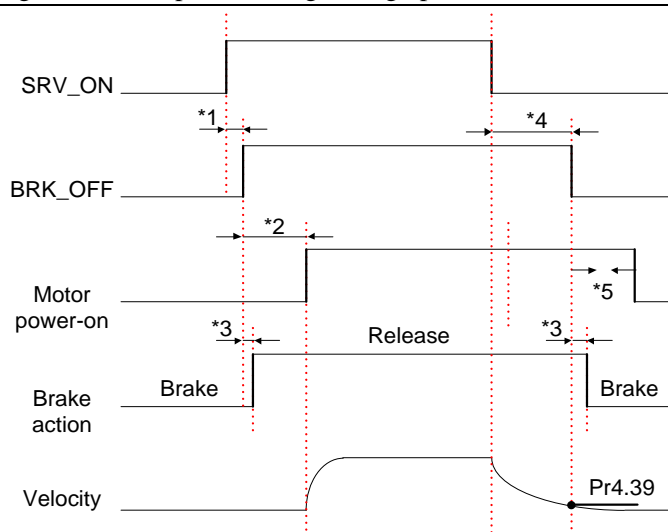 SRV_ON
*1
*4
BRK_OFF
*2
Motor
power-on
*5
*3
Release
*3
Brake
Brake
Brake
action
Velocity
Pr4.39